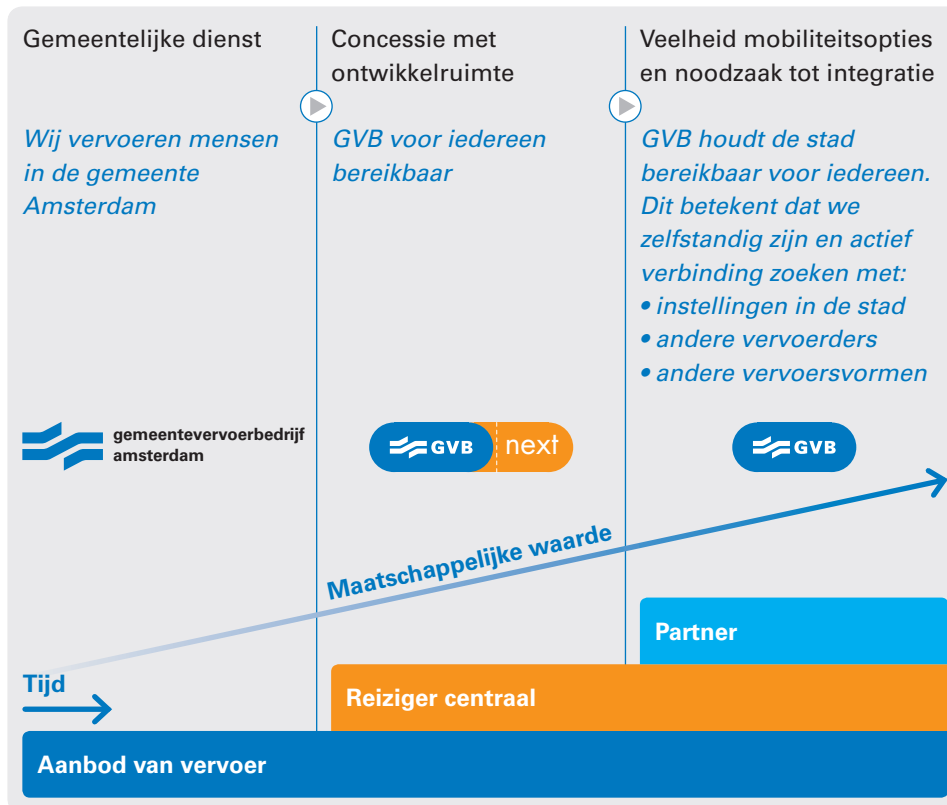 Gemeentelijke dienst
Wij vervoeren mensen
in de gemeente
Amsterdam
gemeentevervoerbedrijf
amsterdam
Concessie met
ontwikkelruimte
GVB voor iedereen
bereikbaar
GVB next
Veelheid mobiliteitsopties
en noodzaak tot integratie
GVB houdt de stad
bereikbaar voor iedereen.
Dit betekent dat we
zelfstandig zijn en actief
verbinding zoeken met:
• instellingen in de stad
• andere vervoerders
• andere vervoersvormen
GVB
Maatschappelijke waarde
Partner
Tijd
Reiziger centraal
Aanbod van vervoer